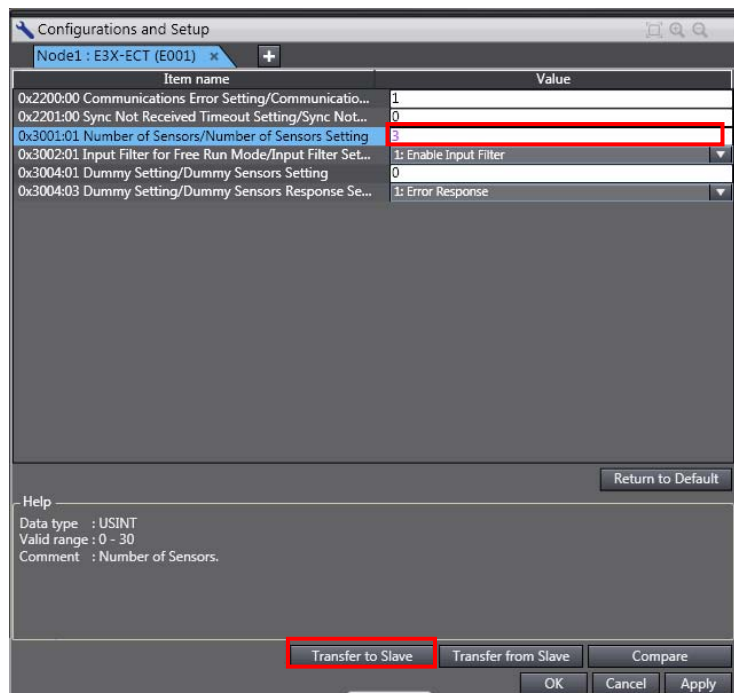 Configurations and Setup
Node1 : E3X-ECT (E001) × +
Item name Value
0x2200:00 Communications Error Setting/Communicatio... 1
0x2201:00 Sync Not Received Timeout Setting/Sync Not... 0
0x3001:01 Number of Sensors/Number of Sensors Setting 3
0x3002:01 Input Filter for Free Run Mode/Input Filter Set... 1: Enable Input Filter
0x3004:01 Dummy Setting/Dummy Sensors Setting 0
0x3004:03 Dummy Setting/Dummy Sensors Response Se... 1: Error Response
Return to Default
Help
Data type : USINT
Valid range : 0 - 30
Comment : Number of Sensors.
Transfer to Slave Transfer from Slave Compare
OK Cancel Apply